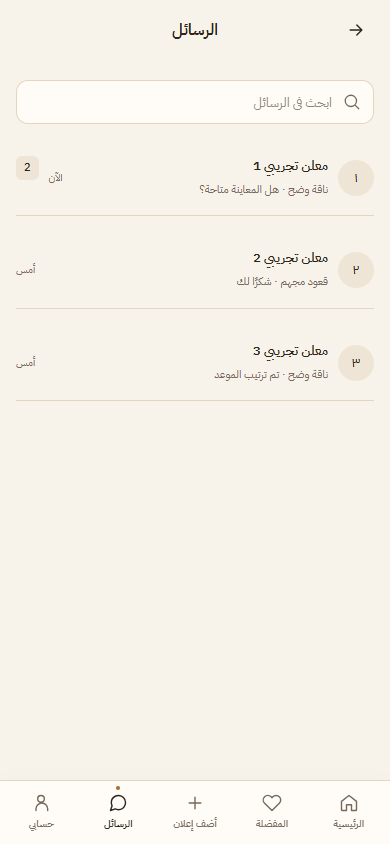 الرسائل
ابحث في الرسائل
١
معلن تجريبي 1
ناقة وضح · هل المعاينة متاحة؟
الآن
2
٢
معلن تجريبي 2
قعود مجهم · شكرًا لك
أمس
٣
معلن تجريبي 3
ناقة وضح · تم ترتيب الموعد
أمس
الرئيسية
المفضلة
أضف إعلان
الرسائل
حسابي